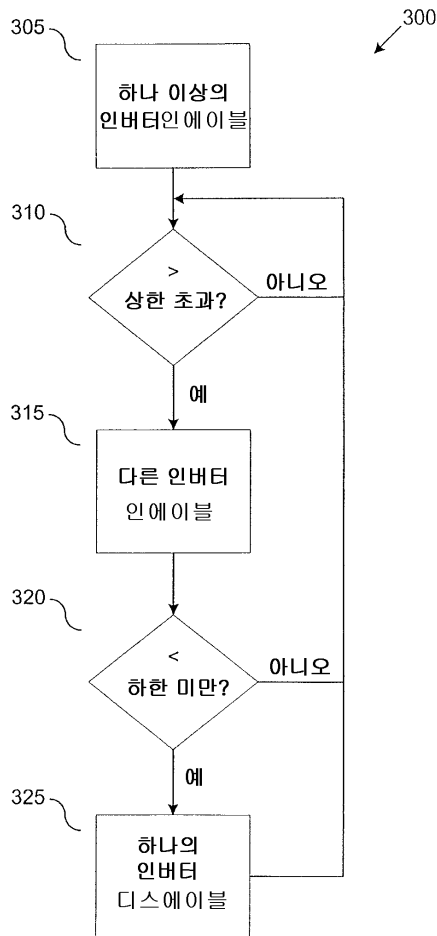 300
305
하나 이상의
인버터인에이블
310
>
상한 초과?
아니오
예
315
다른 인버터
인에이블
320
<
하한 미만?
아니오
예
325
하나의
인버터
디스에이블